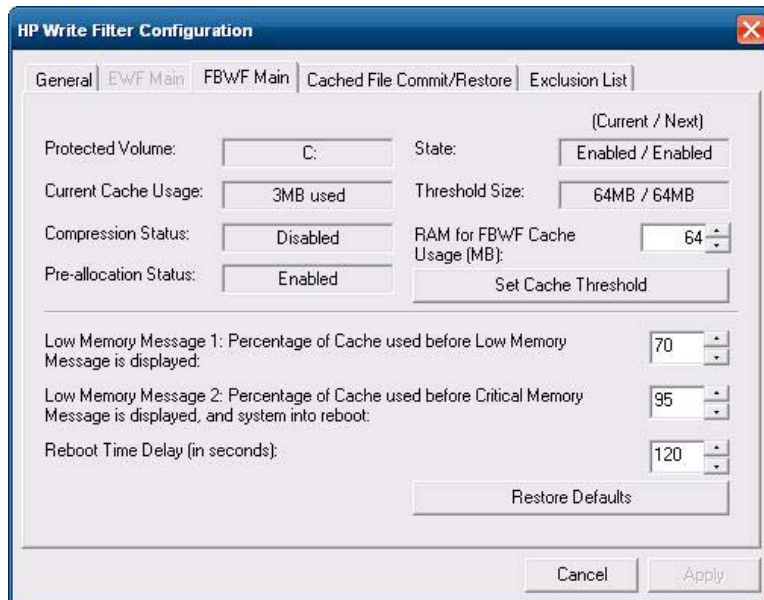 HP Write Filter Configuration
General EWF Main FBWF Main Cached File Commit/Restore Exclusion List
(Current / Next)
Protected Volume: C: State: Enabled / Enabled
Current Cache Usage: 3MB used Threshold Size: 64MB / 64MB
Compression Status: Disabled RAM for FBWF Cache
Usage (MB): 64
Pre-allocation Status: Enabled Set Cache Threshold
Low Memory Message 1: Percentage of Cache used before Low Memory
Message is displayed: 70
Low Memory Message 2: Percentage of Cache used before Critical Memory
Message is displayed, and system into reboot: 95
Reboot Time Delay (in seconds): 120
Restore Defaults
Cancel Apply